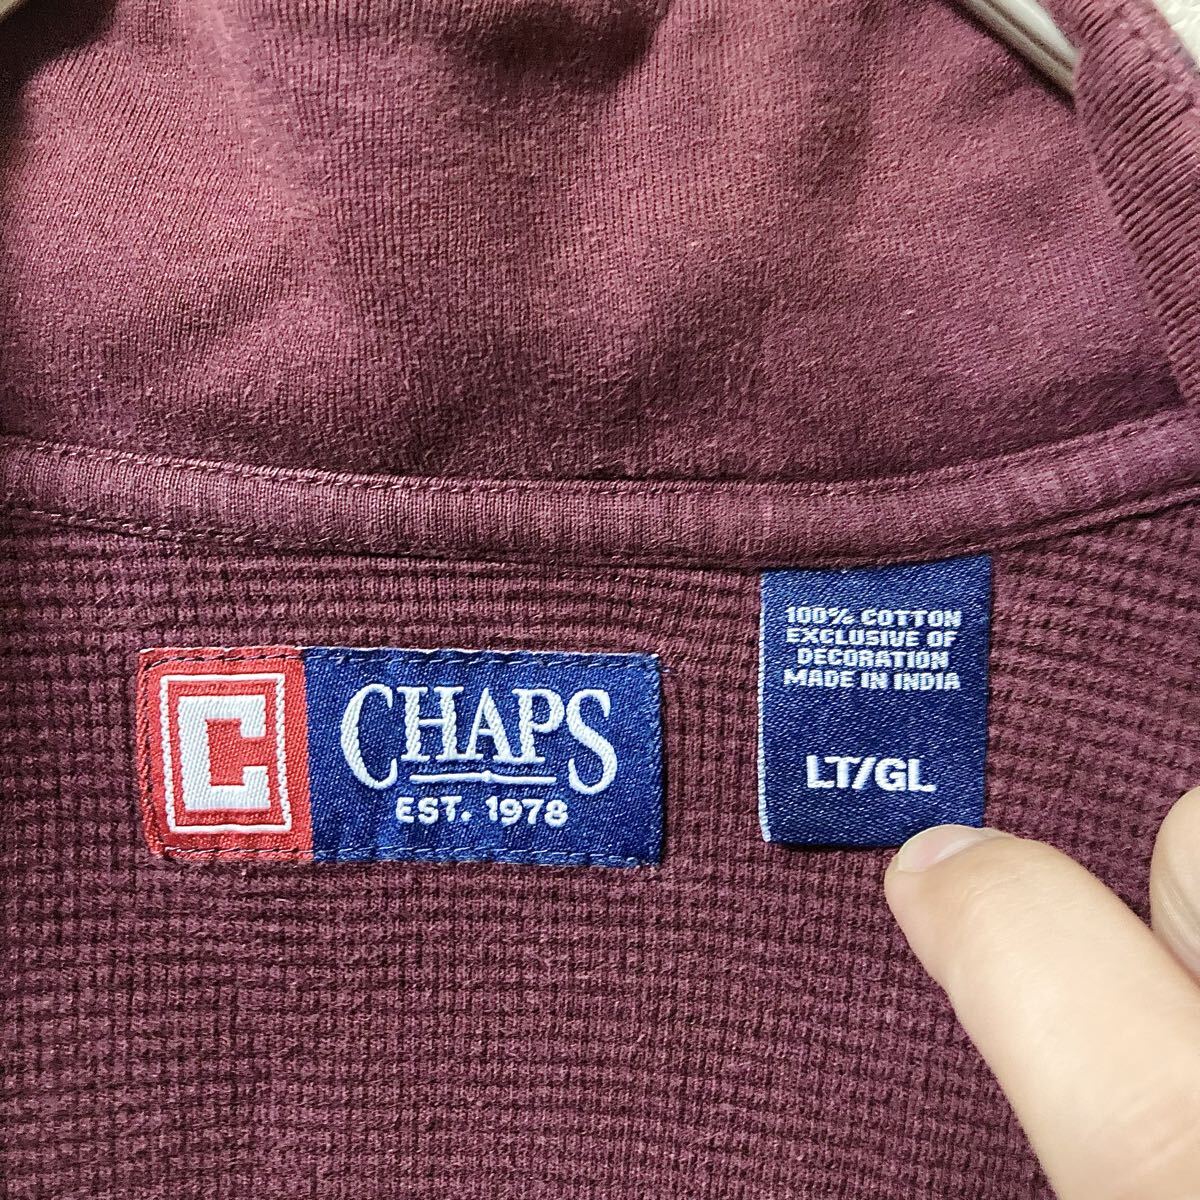 C
CHAPS
EST. 1978
100% COTTON
EXCLUSIVE OF
DECORATION
MADE IN INDIA
LT/GL